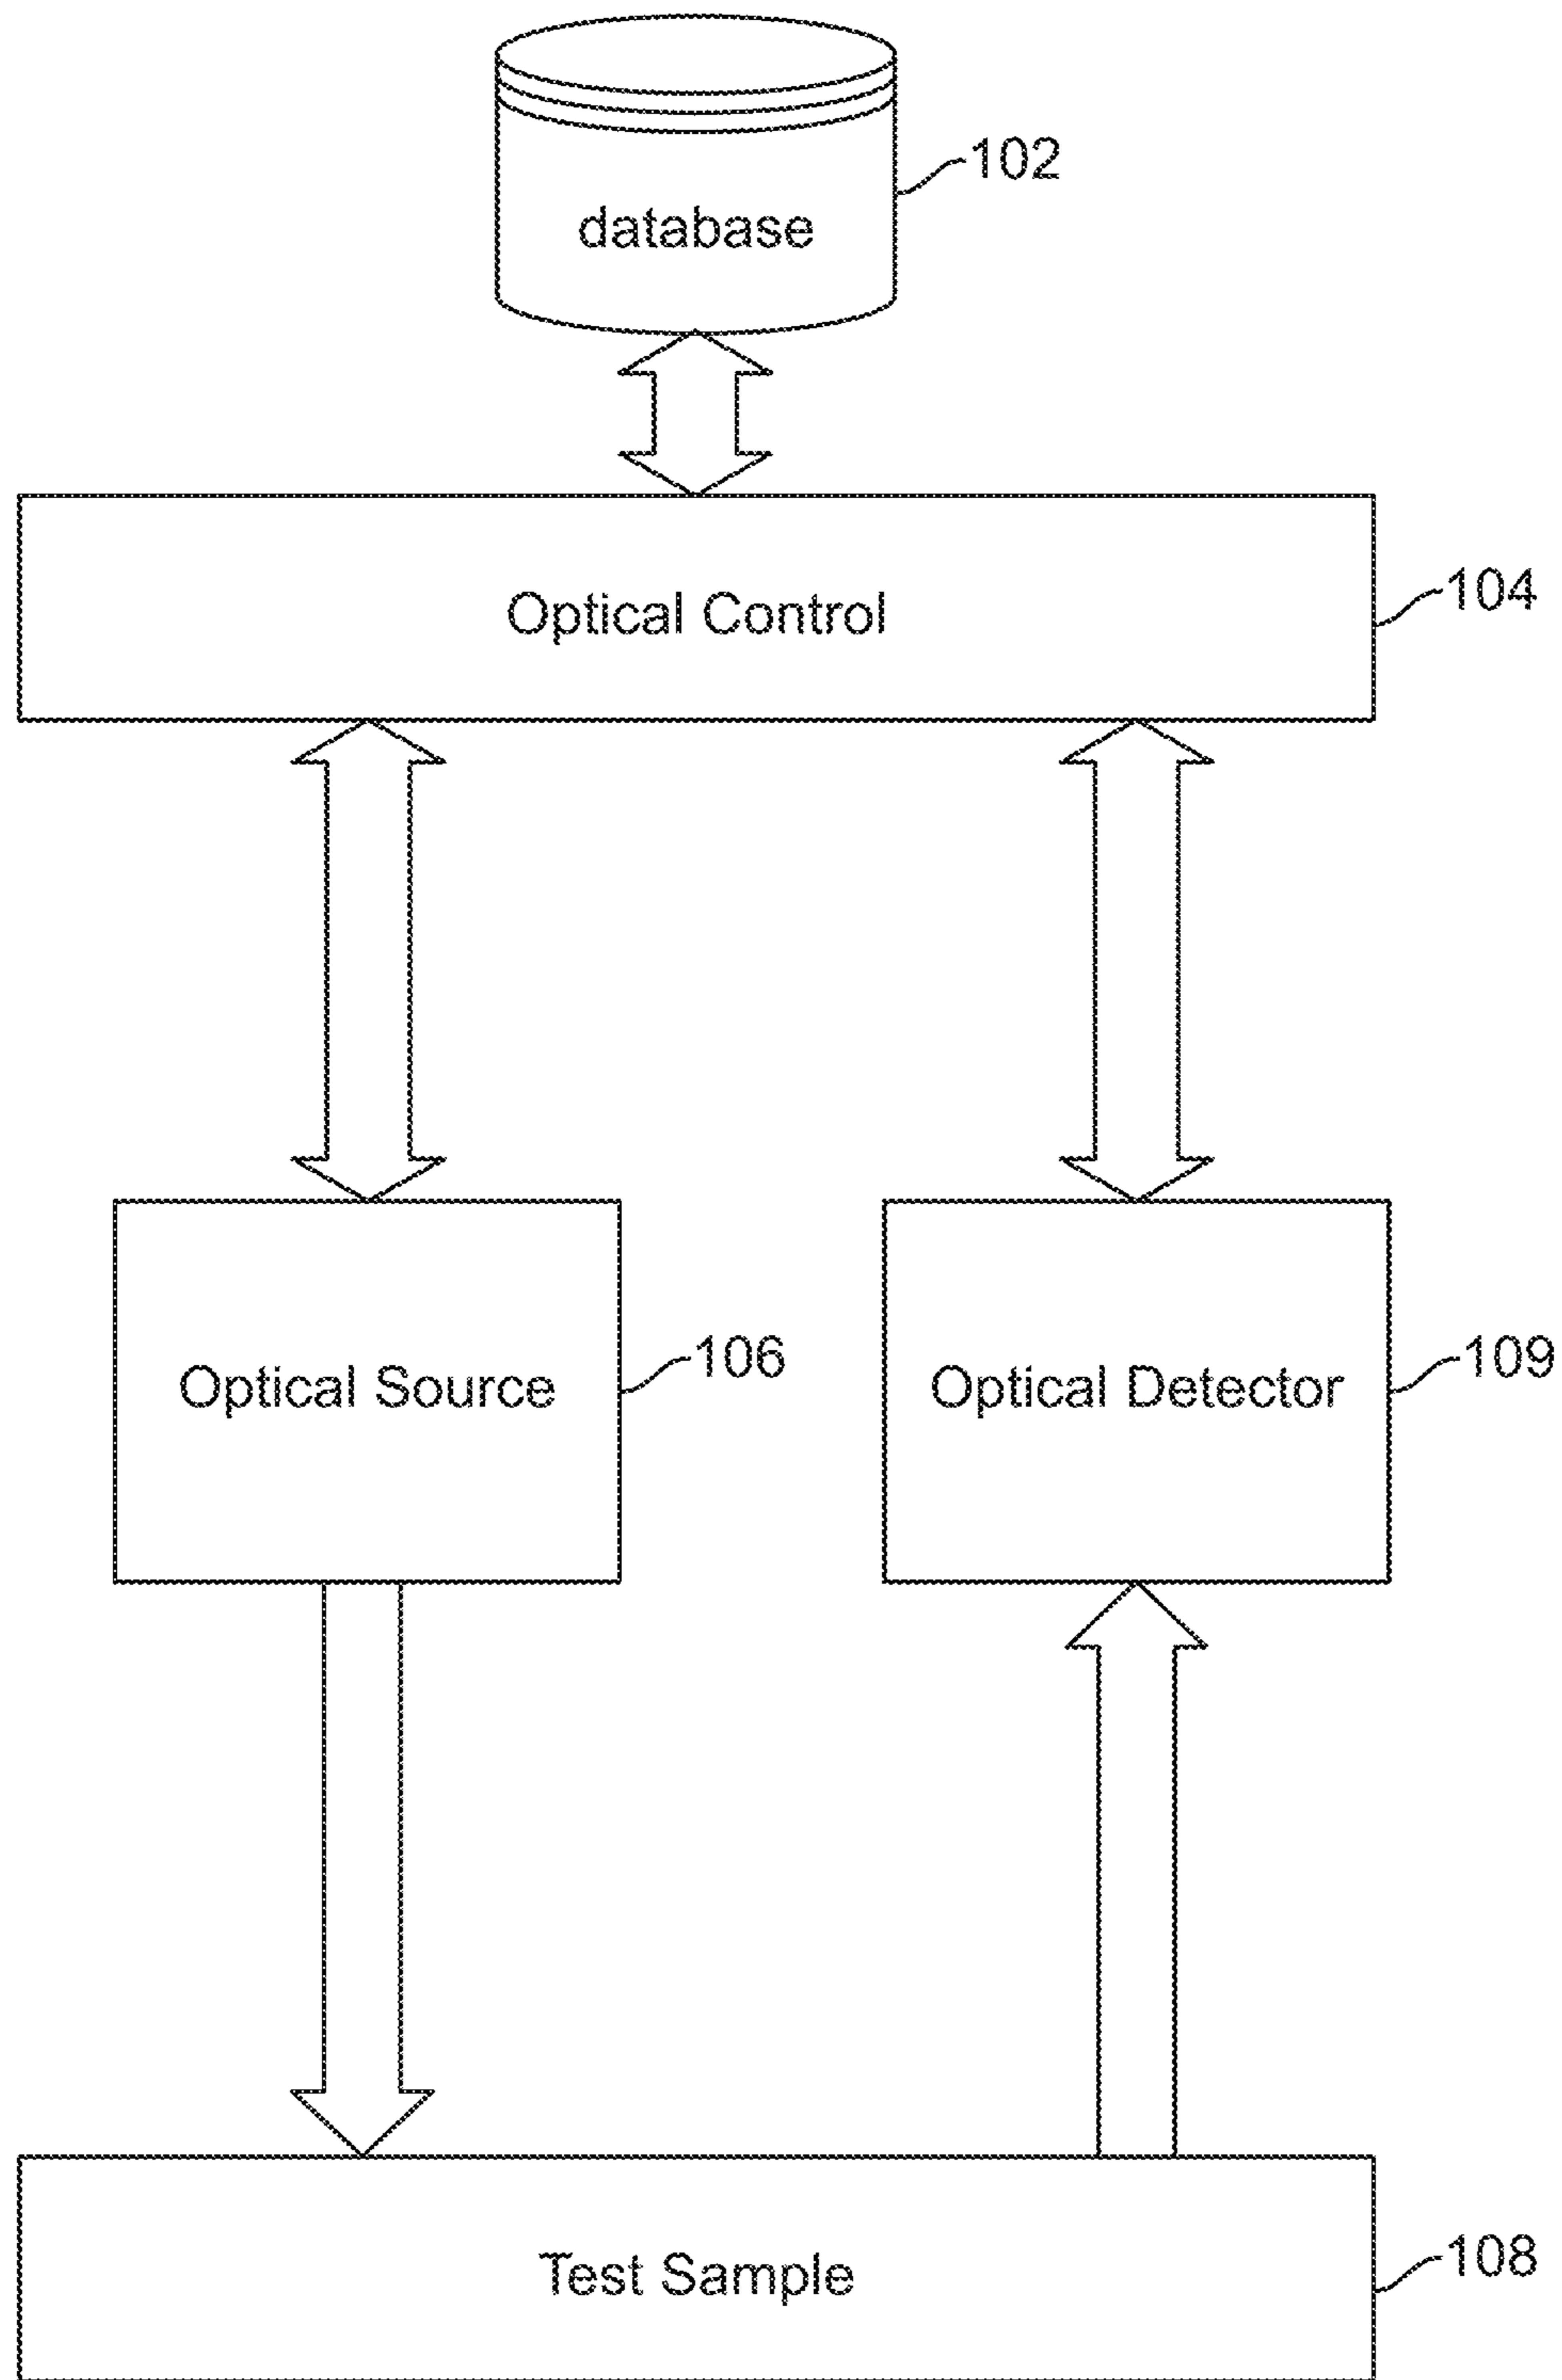 102
database
104
Optical Control
106
109
Optical Source
Optical Detector
108
Test Sample